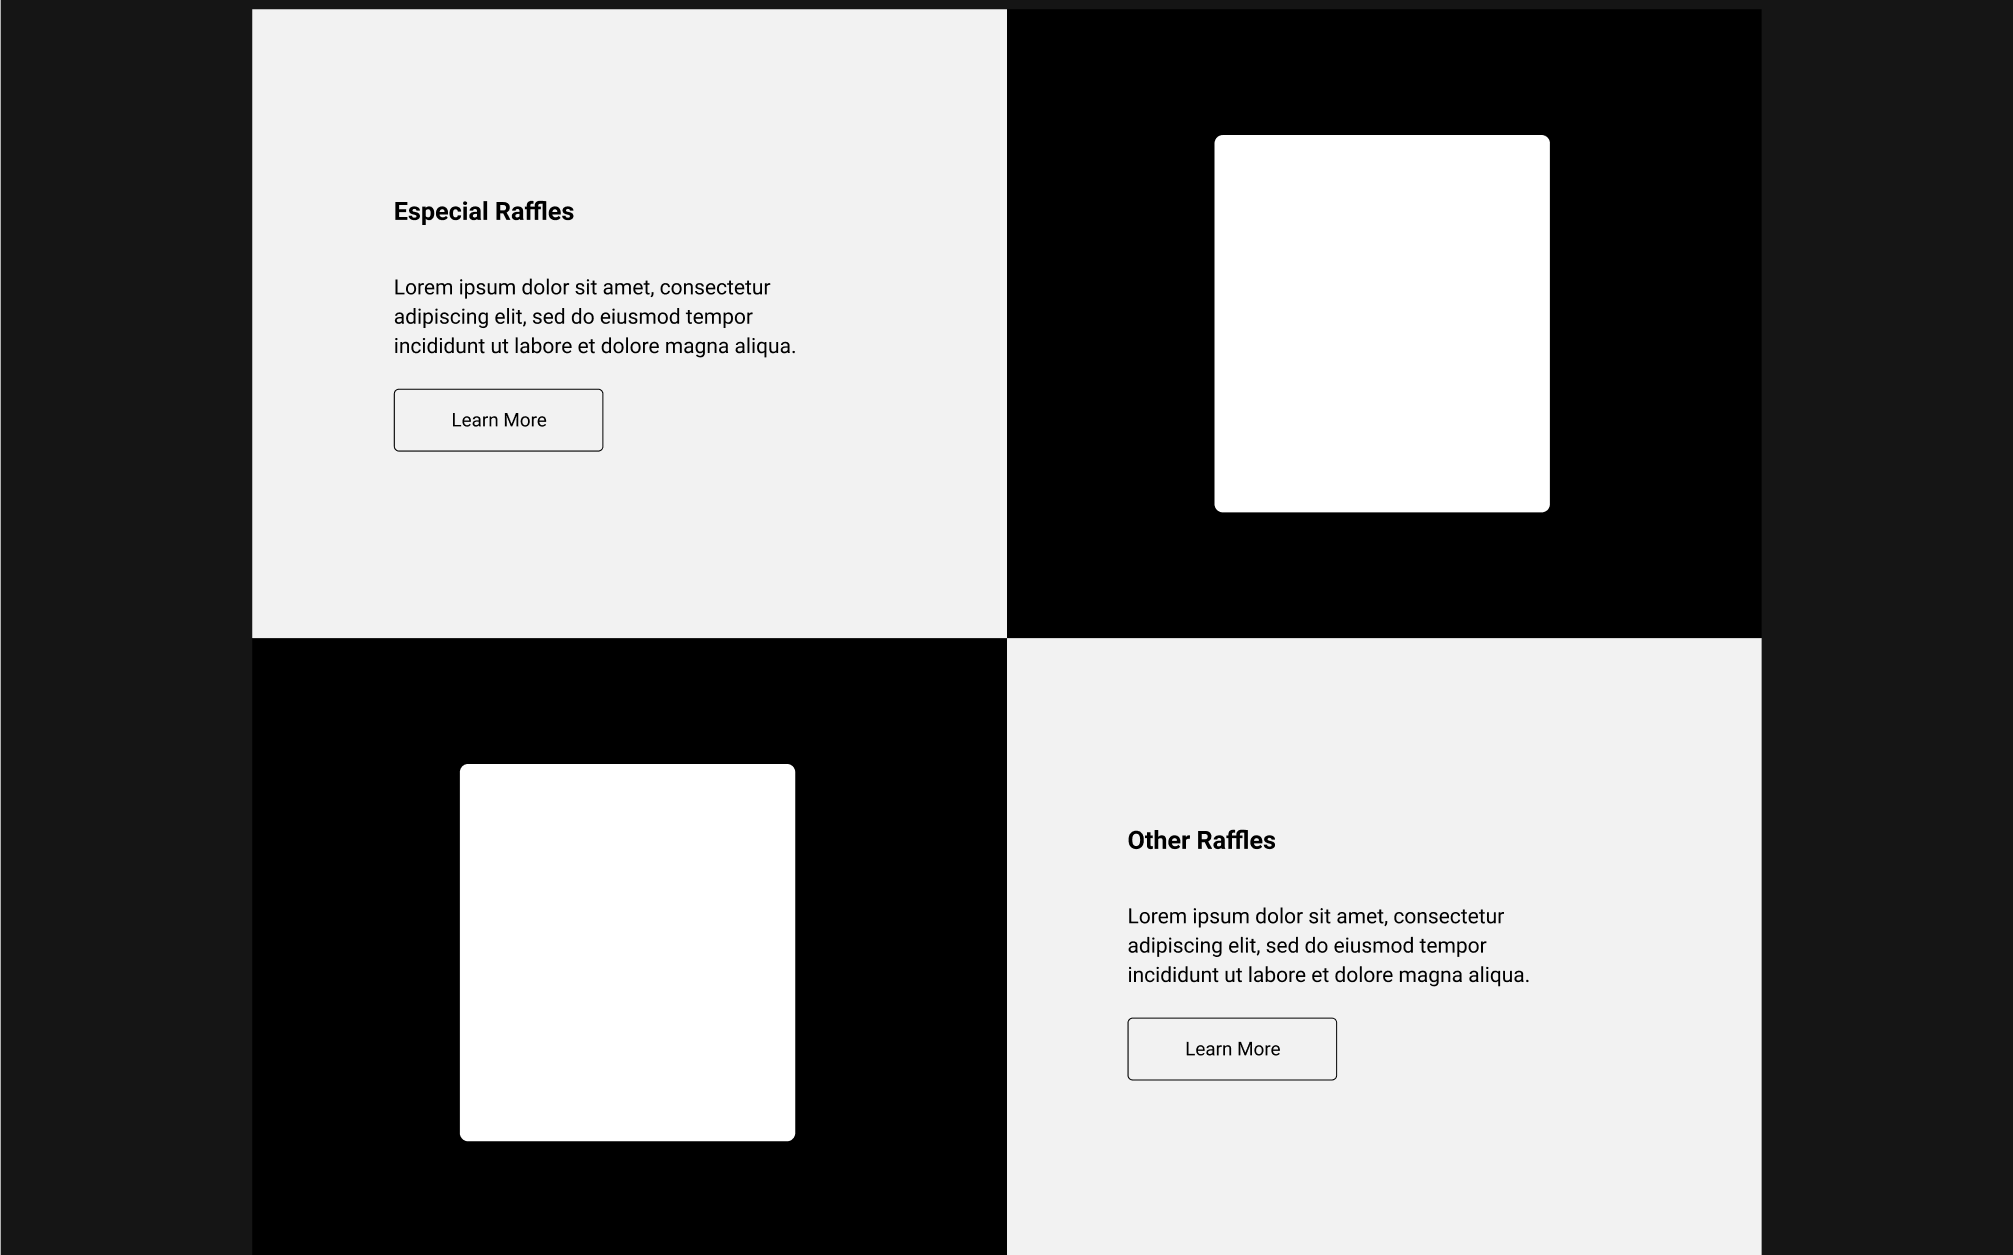 Especial Raffles
Lorem ipsum dolor sit amet, consectetur
adipiscing elit, sed do eiusmod tempor
incididunt ut labore et dolore magna aliqua.
Learn More
Other Raffles
Lorem ipsum dolor sit amet, consectetur
adipiscing elit, sed do eiusmod tempor
incididunt ut labore et dolore magna aliqua.
Learn More